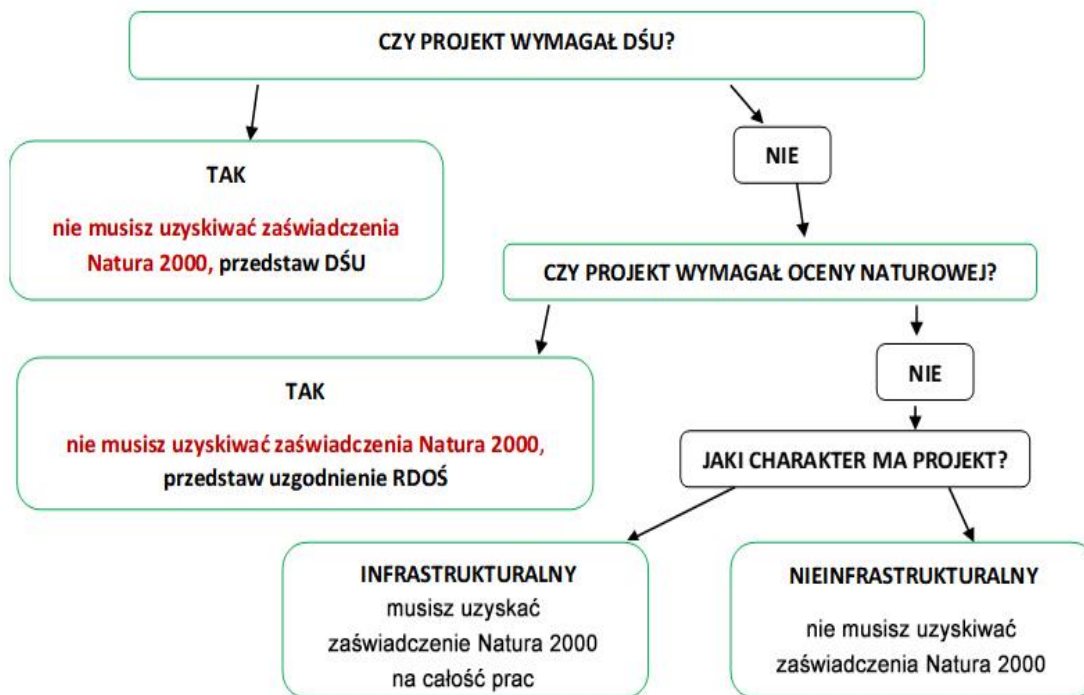 CZY PROJEKT WYMAGAŁ DŚU?
TAK
nie musisz uzyskiwać zaświadczenia
Natura 2000, przedstaw DŚU
NIE
CZY PROJEKT WYMAGAŁ OCENY NATUROWEJ?
TAK
nie musisz uzyskiwać zaświadczenia Natura 2000,
przedstaw uzgodnienie RDOŚ
NIE
JAKI CHARAKTER MA PROJEKT?
INFRASTRUKTURALNY
musisz uzyskać
zaświadczenie Natura 2000
na całość prac
NIEINFRASTRUKTURALNY
nie musisz uzyskiwać
zaświadczenia Natura 2000